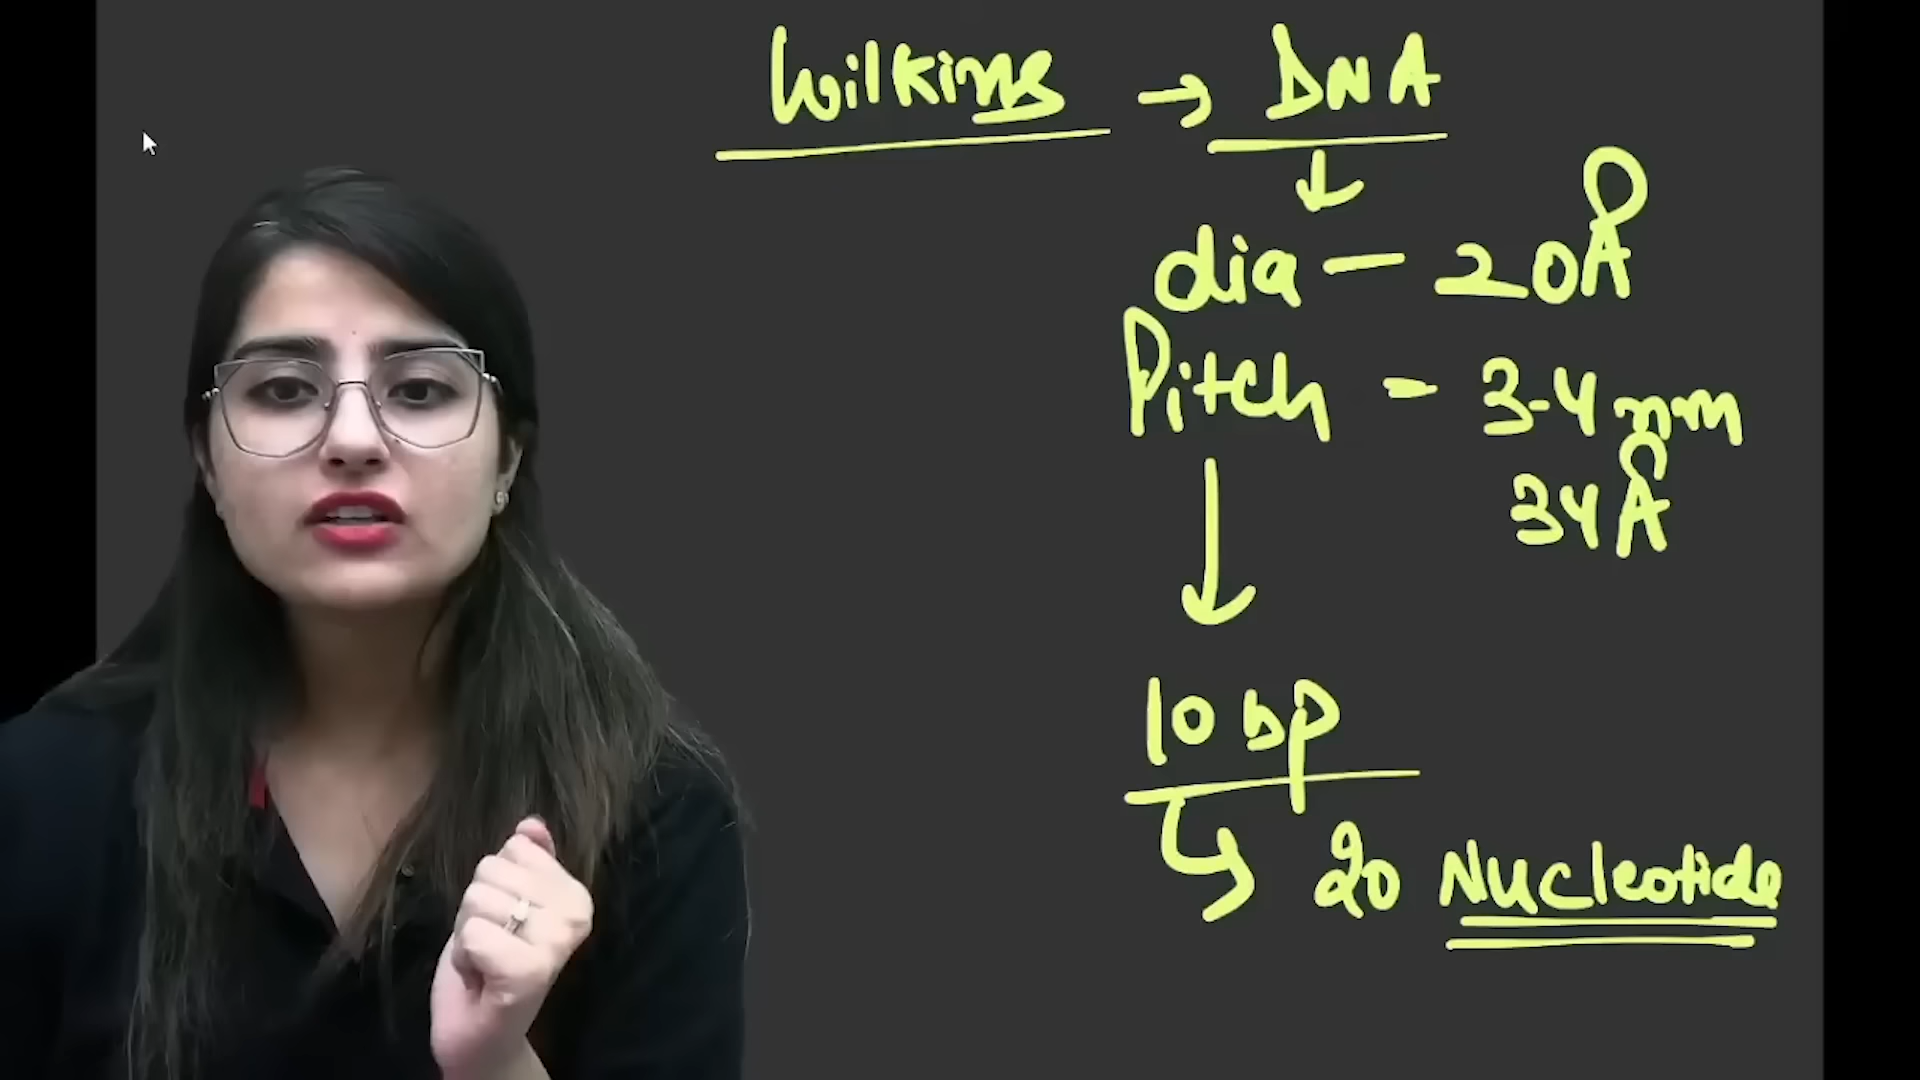 Wilkins → DNA
↓
dia — 20Å
Pitch - 3.4 nm
34Å
↓
10 bp
↳ 20 Nucleotide